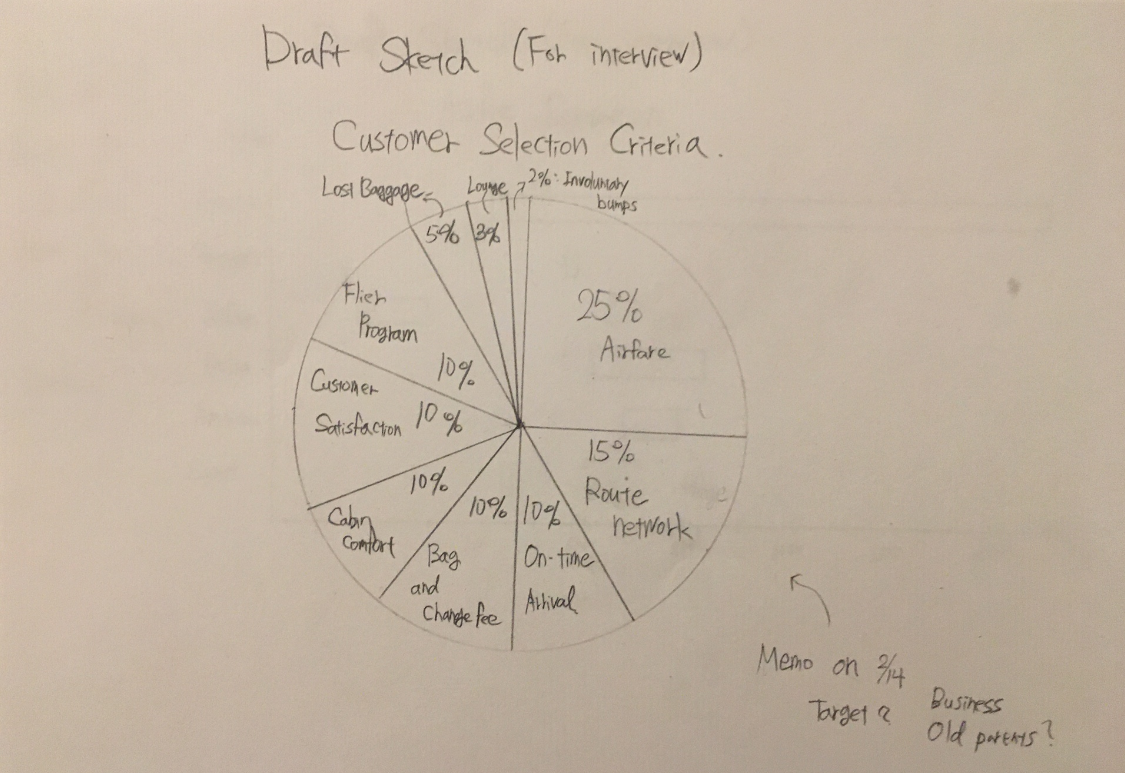 Draft Sketch (For interview)
Customer Selection Criteria.
Lost Baggage
5%
Lounge
3%
2%: Involuntary
bumps
25%
Airfare
15%
Route
network
10%
On-time
Arrival
10%
Bag
and
Change fee
10%
Cabin
Comfort
Customer
Satisfaction 10%
Flier
Program
10%
Memo on 2/14
Target? Business
Old parents?